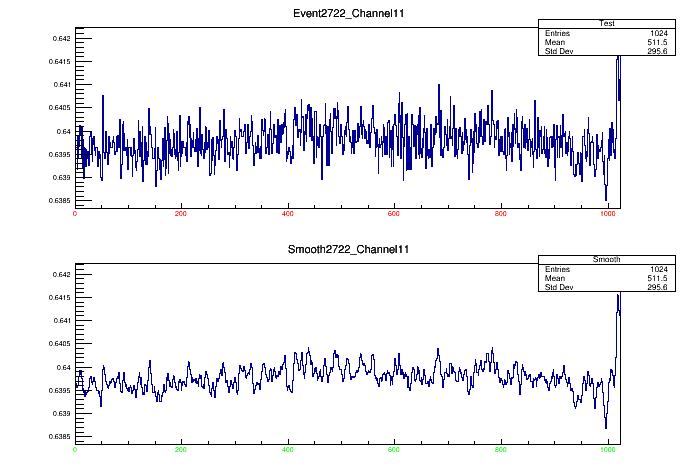 Event2722_Channel11
Test
Entries 1024
Mean 511.5
Std Dev 295.6
0.642
0.6415
0.641
0.6405
0.64
0.6395
0.639
0.6385
0 200 400 600 800 1000
Smooth2722_Channel11
Smooth
Entries 1024
Mean 511.5
Std Dev 295.6
0.642
0.6415
0.641
0.6405
0.64
0.6395
0.639
0.6385
0 200 400 600 800 1000